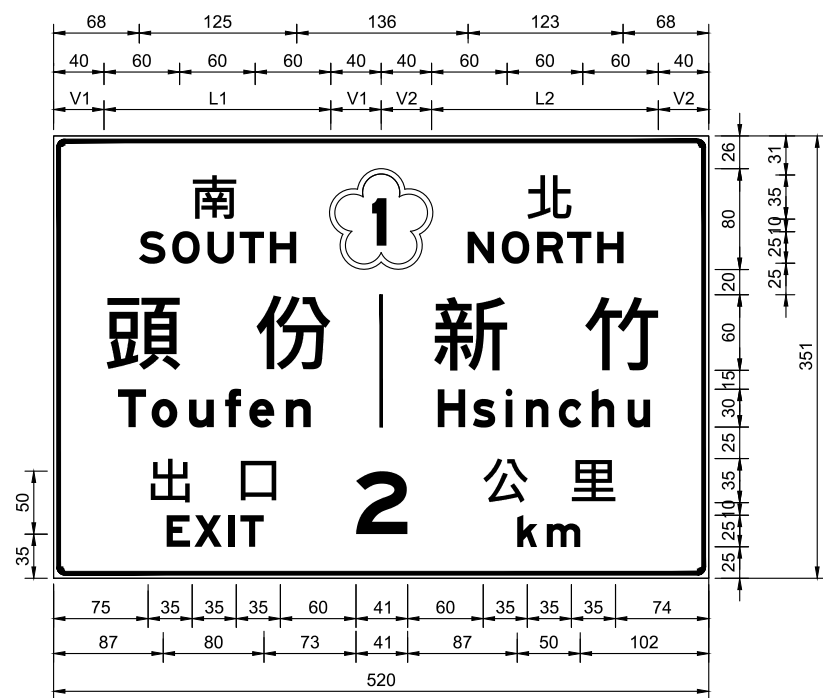 68 125 136 123 68
40 60 60 60 40 40 60 60 60 40
V1 L1 V1 V2 L2 V2
南 1 北
SOUTH NORTH
頭 份 新 竹
Toufen Hsinchu
出 口 2 公 里
EXIT km
26 80 20 60 15 30 25 35 10 25 25
31 35 10 25 25
351
50 35
75 35 35 35 60 41 60 35 35 35 74
87 80 73 41 87 50 102
520